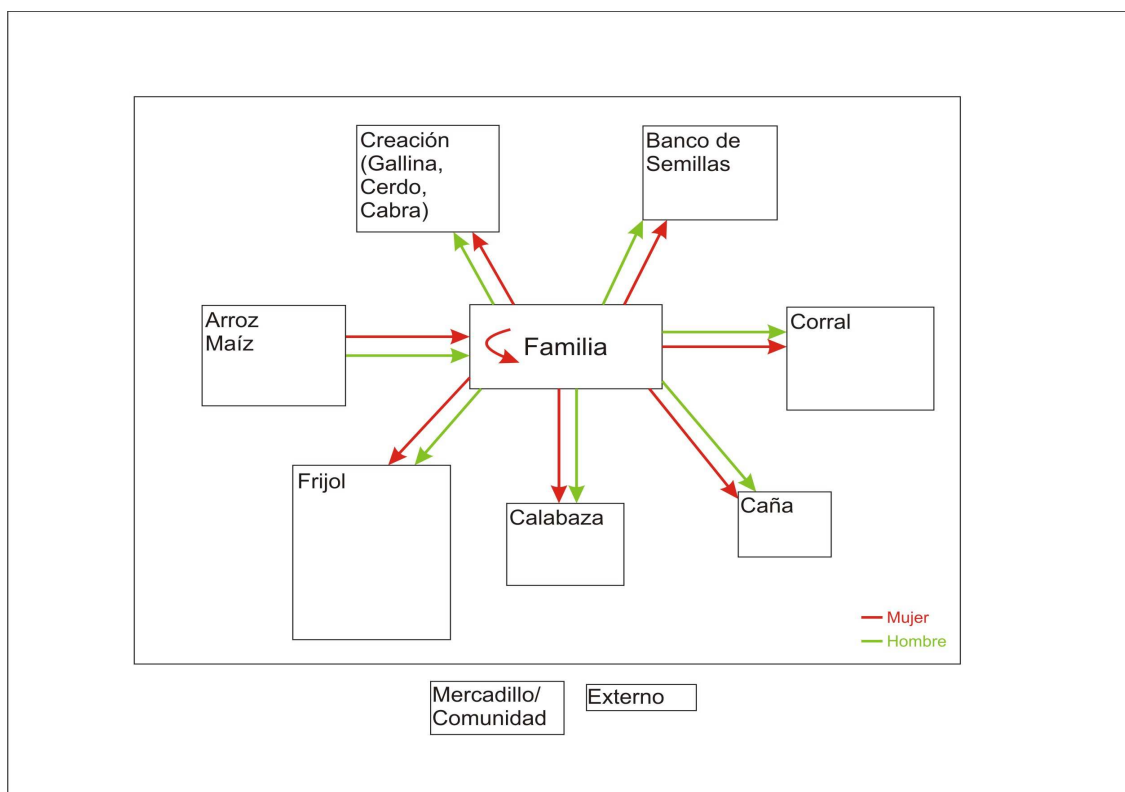 Creación
(Gallina,
Cerdo,
Cabra)
Banco de
Semillas
Arroz
Maíz
Familia
Corral
Frijol
Calabaza
Caña
Mujer
Hombre
Mercadillo/
Comunidad
Externo